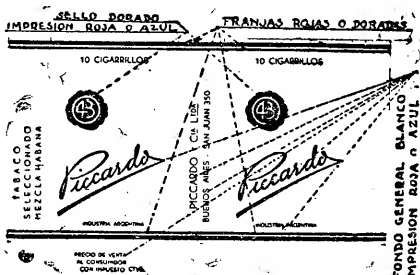 SELLO DORADO
IMPRESION ROJA O AZUL
FRANJAS ROJAS O DORADAS
10 CIGARRILLOS
10 CIGARRILLOS
43
43
TABACO
SELECCIONADO
MEZCLA HABANA
Piccardo
PICCARDO Y CIA LTDA
BUENOS AIRES - SAN JUAN 350
Piccardo
INDUSTRIA ARGENTINA
INDUSTRIA ARGENTINA
PRECIO DE VENTA
AL CONSUMIDOR
CON IMPUESTO CTVS.
FONDO GENERAL BLANCO
IMPRESION ROJA O AZUL